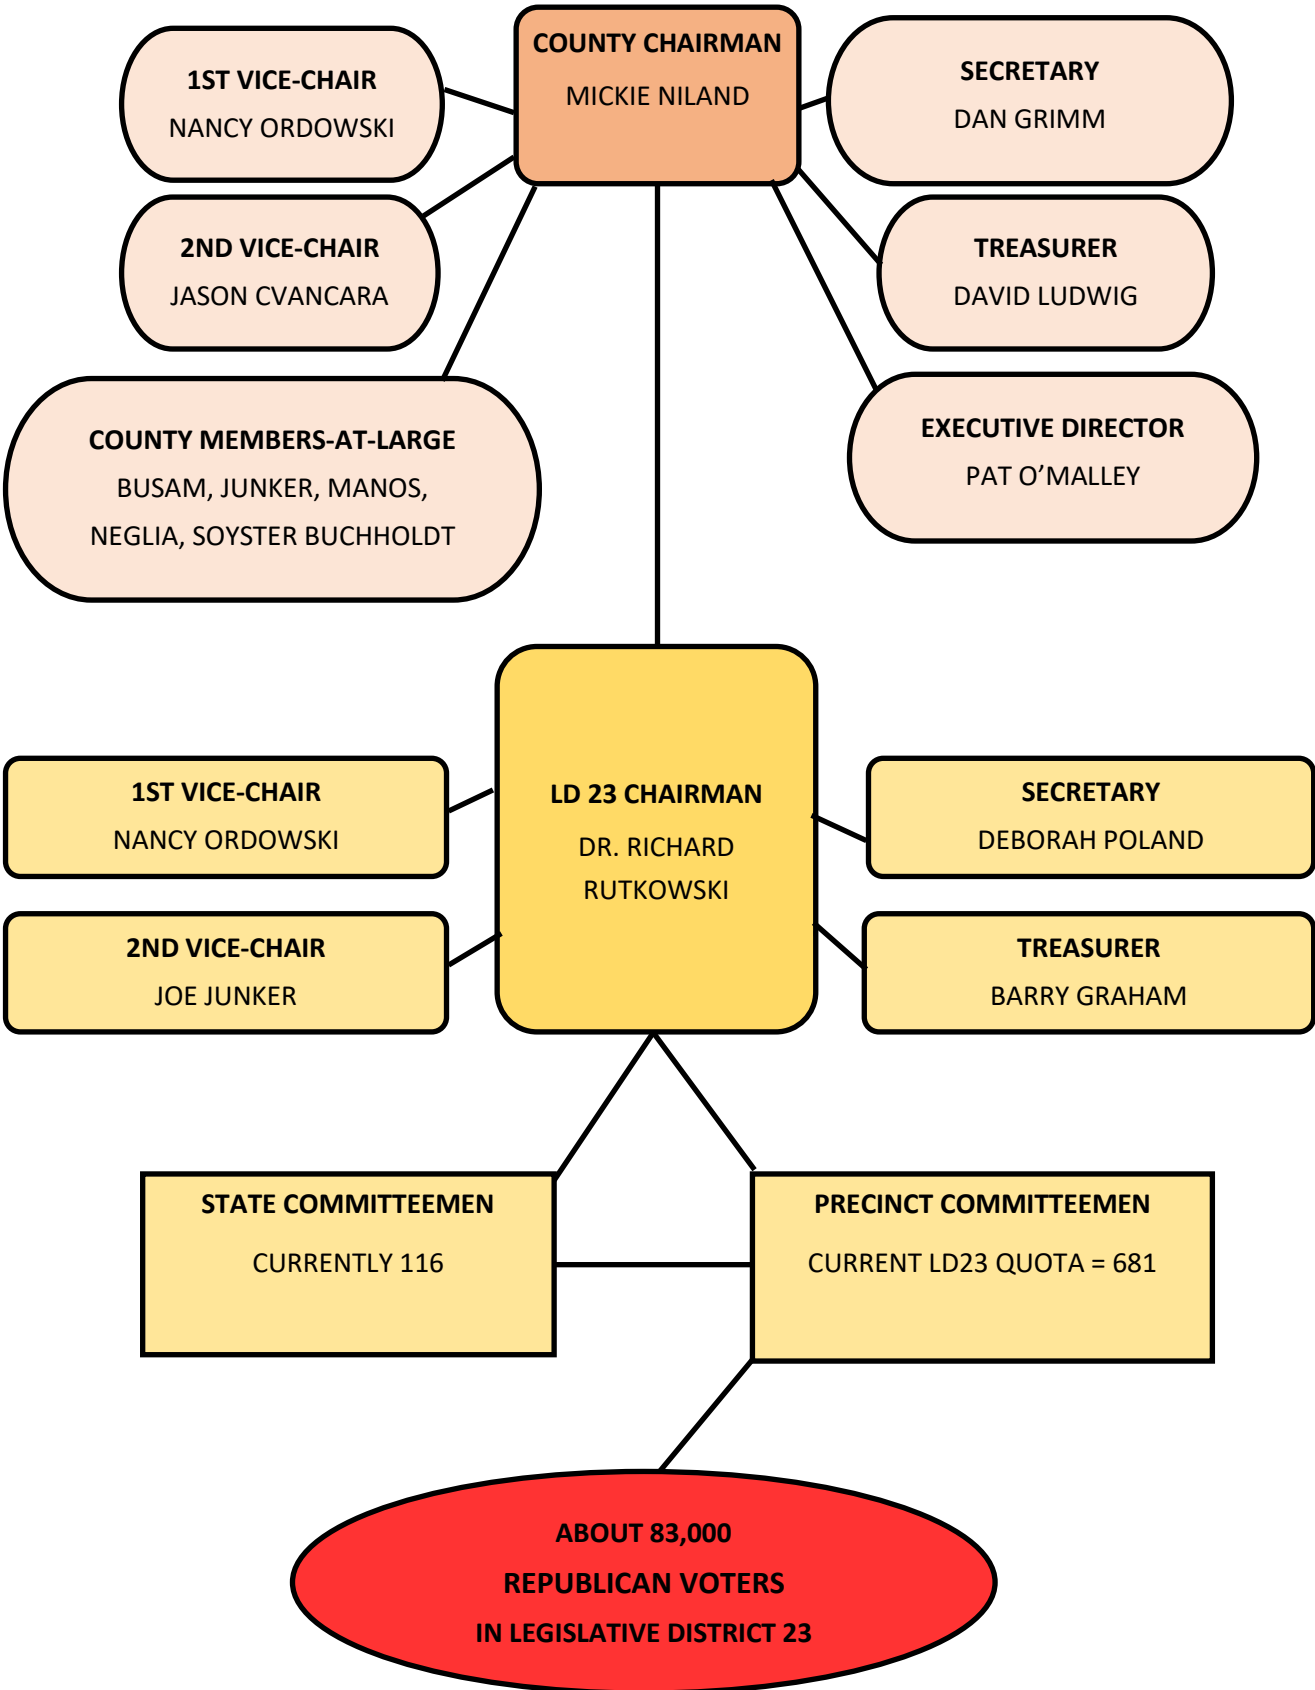 COUNTY CHAIRMAN
MICKIE NILAND
1ST VICE-CHAIR
NANCY ORDOWSKI
SECRETARY
DAN GRIMM
2ND VICE-CHAIR
JASON CVANCARA
TREASURER
DAVID LUDWIG
COUNTY MEMBERS-AT-LARGE
BUSAM, JUNKER, MANOS,
NEGLIA, SOYSTER BUCHHOLDT
EXECUTIVE DIRECTOR
PAT O’MALLEY
LD 23 CHAIRMAN
DR. RICHARD
RUTKOWSKI
1ST VICE-CHAIR
NANCY ORDOWSKI
SECRETARY
DEBORAH POLAND
2ND VICE-CHAIR
JOE JUNKER
TREASURER
BARRY GRAHAM
STATE COMMITTEEMEN
CURRENTLY 116
PRECINCT COMMITTEEMEN
CURRENT LD23 QUOTA = 681
ABOUT 83,000
REPUBLICAN VOTERS
IN LEGISLATIVE DISTRICT 23